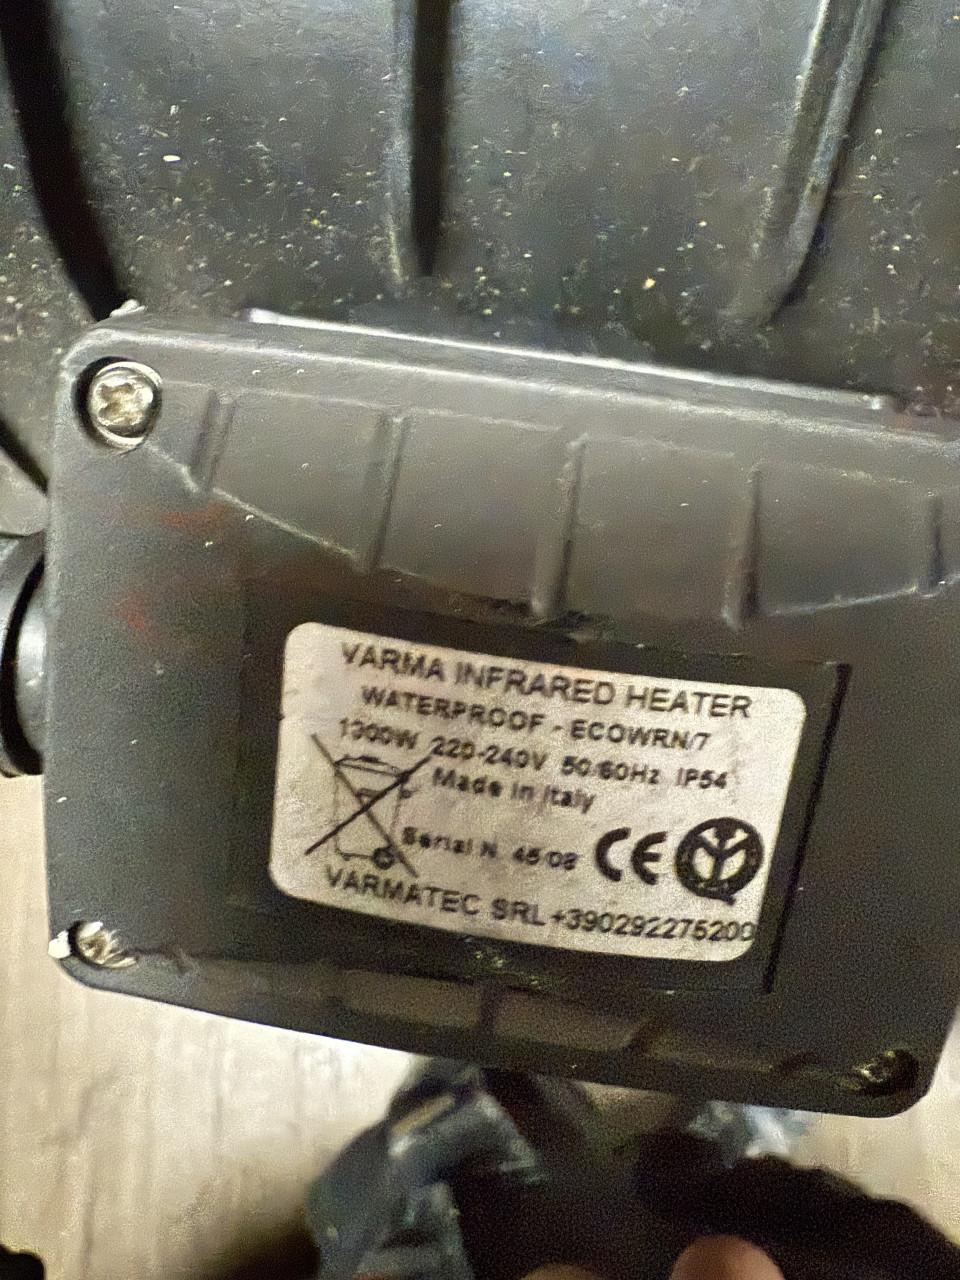 VARMA INFRARED HEATER
WATERPROOF - ECOWRN/7
1300W 220-240V 50/60Hz IP54
Made in Italy
Serial N. 45/08
CE
VARMATEC SRL +390292275200